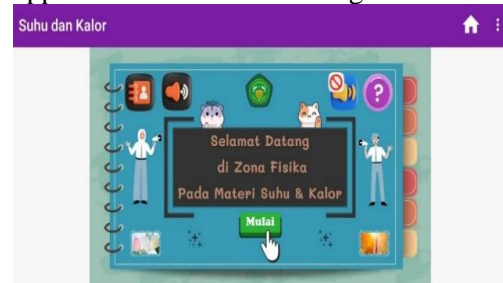 Suhu dan Kalor
?
Selamat Datang
di Zona Fisika
Pada Materi Suhu & Kalor
Mulai